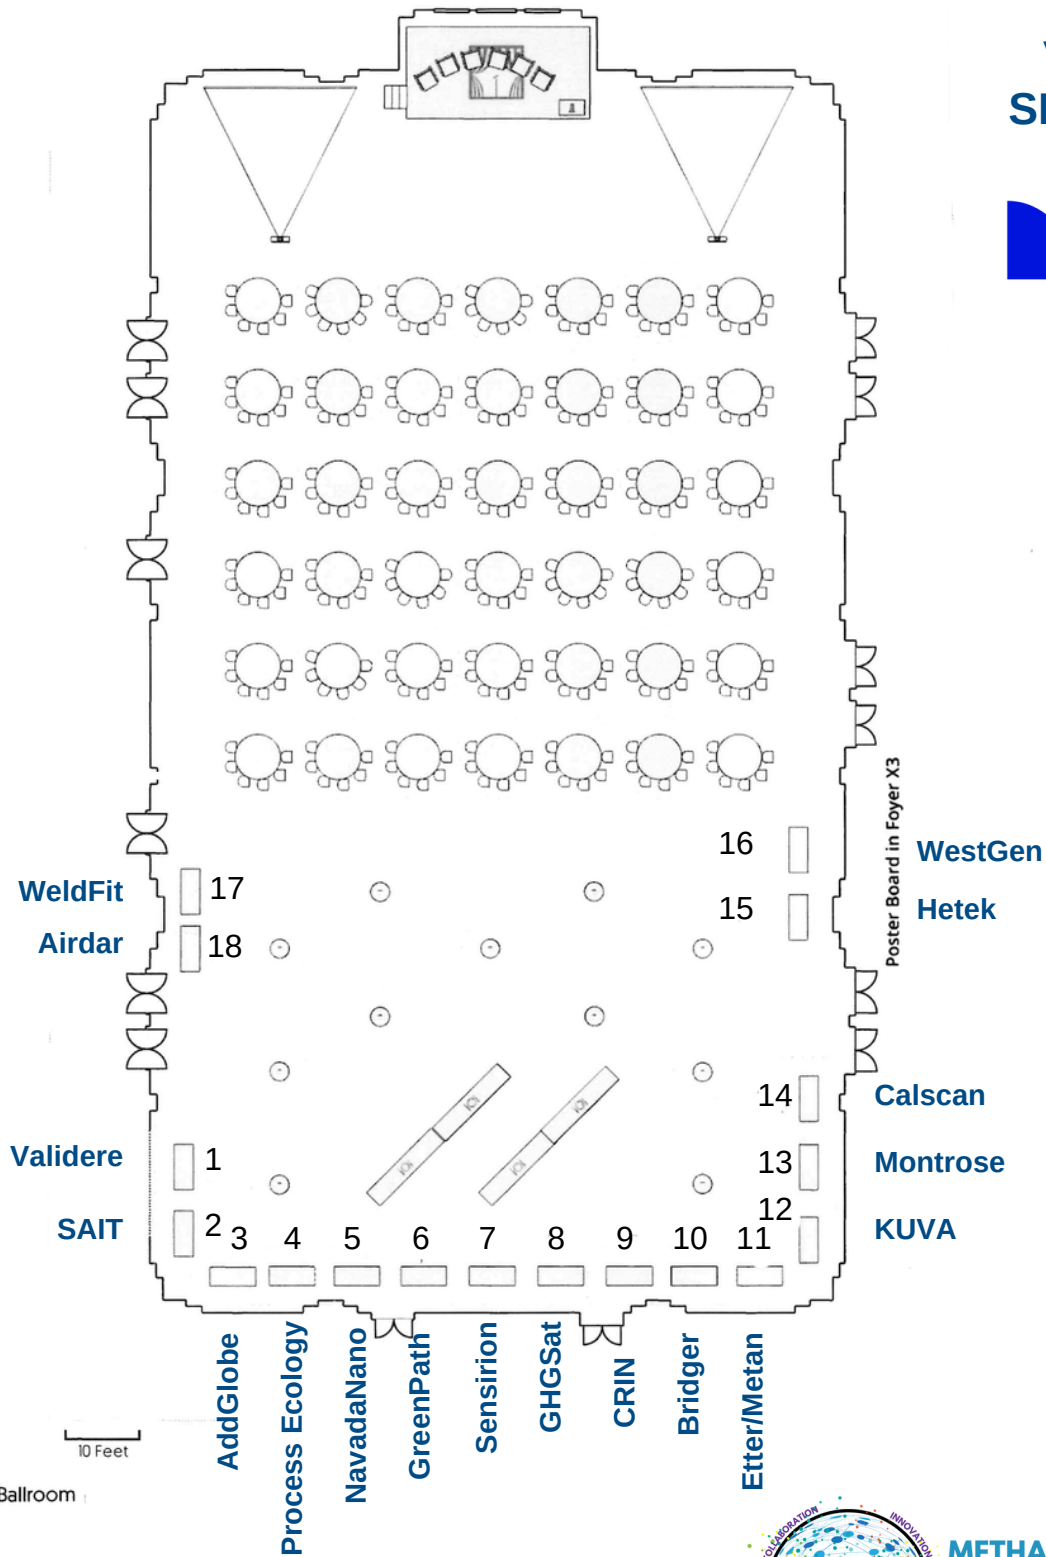 16
WestGen
15
Hetek
Poster Board in Foyer X3
WeldFit
17
Airdar
18
14
Calscan
Validere
1
13
Montrose
12
SAIT
2
KUVA
3
4
5
6
7
8
9
10
11
AddGlobe
Process Ecology
NavadaNano
GreenPath
Sensirion
GHGSat
CRIN
Bridger
Etter/Metan
10 Feet
Ballroom
INNOVATION